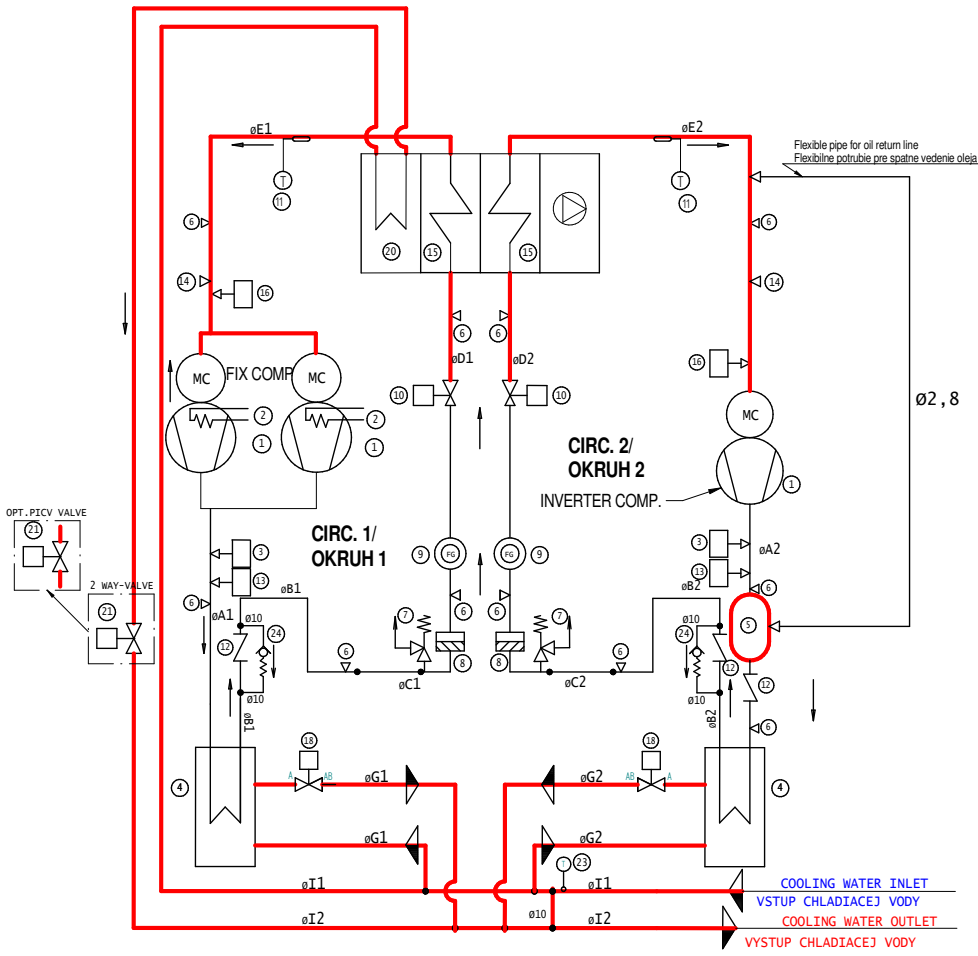 øE1
øE2
Flexible pipe for oil return line
Flexibilne potrubie pre spatne vedenie oleja
T
11
T
11
6
20
15
15
6
14
16
6
6
14
øD1
øD2
16
MC
FIX COMP
MC
10
10
Ø2,8
2
2
MC
1
1
CIRC. 2/
OKRUH 2
1
INVERTER COMP.
OPT.PICV VALVE
21
CIRC. 1/
OKRUH 1
9
FG
FG
9
3
3
øA2
13
13
2 WAY-VALVE
øB1
øB2
21
6
6
6
6
øA1
7
7
5
ø10
ø10
24
24
12
12
12
6
8
8
6
øC1
øC2
ø10
ø10
øB1
øB2
6
18
18
4
A
AB
øG1
øG2
AB
A
4
øG1
øG2
T
23
øI1
øI1
COOLING WATER INLET
VSTUP CHLADIACEJ VODY
øI2
ø10
øI2
COOLING WATER OUTLET
VYSTUP CHLADIACEJ VODY